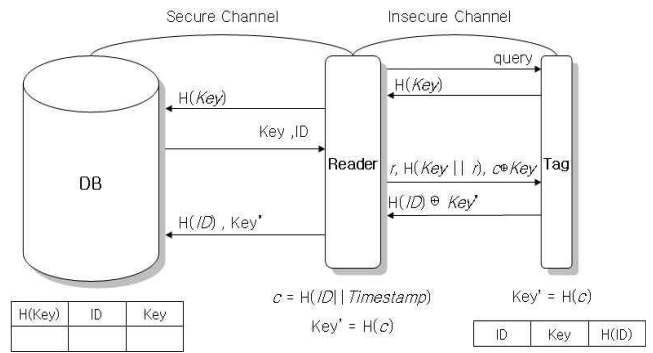 Secure Channel Insecure Channel
query
H(Key)
H(Key)
Key ,ID
DB
Reader
Tag
r, H(Key || r), c⊕Key
H(ID) ⊕ Key'
H(ID) , Key'
c = H(ID||Timestamp)
Key' = H(c)
Key' = H(c)
H(Key) ID Key
ID Key H(ID)